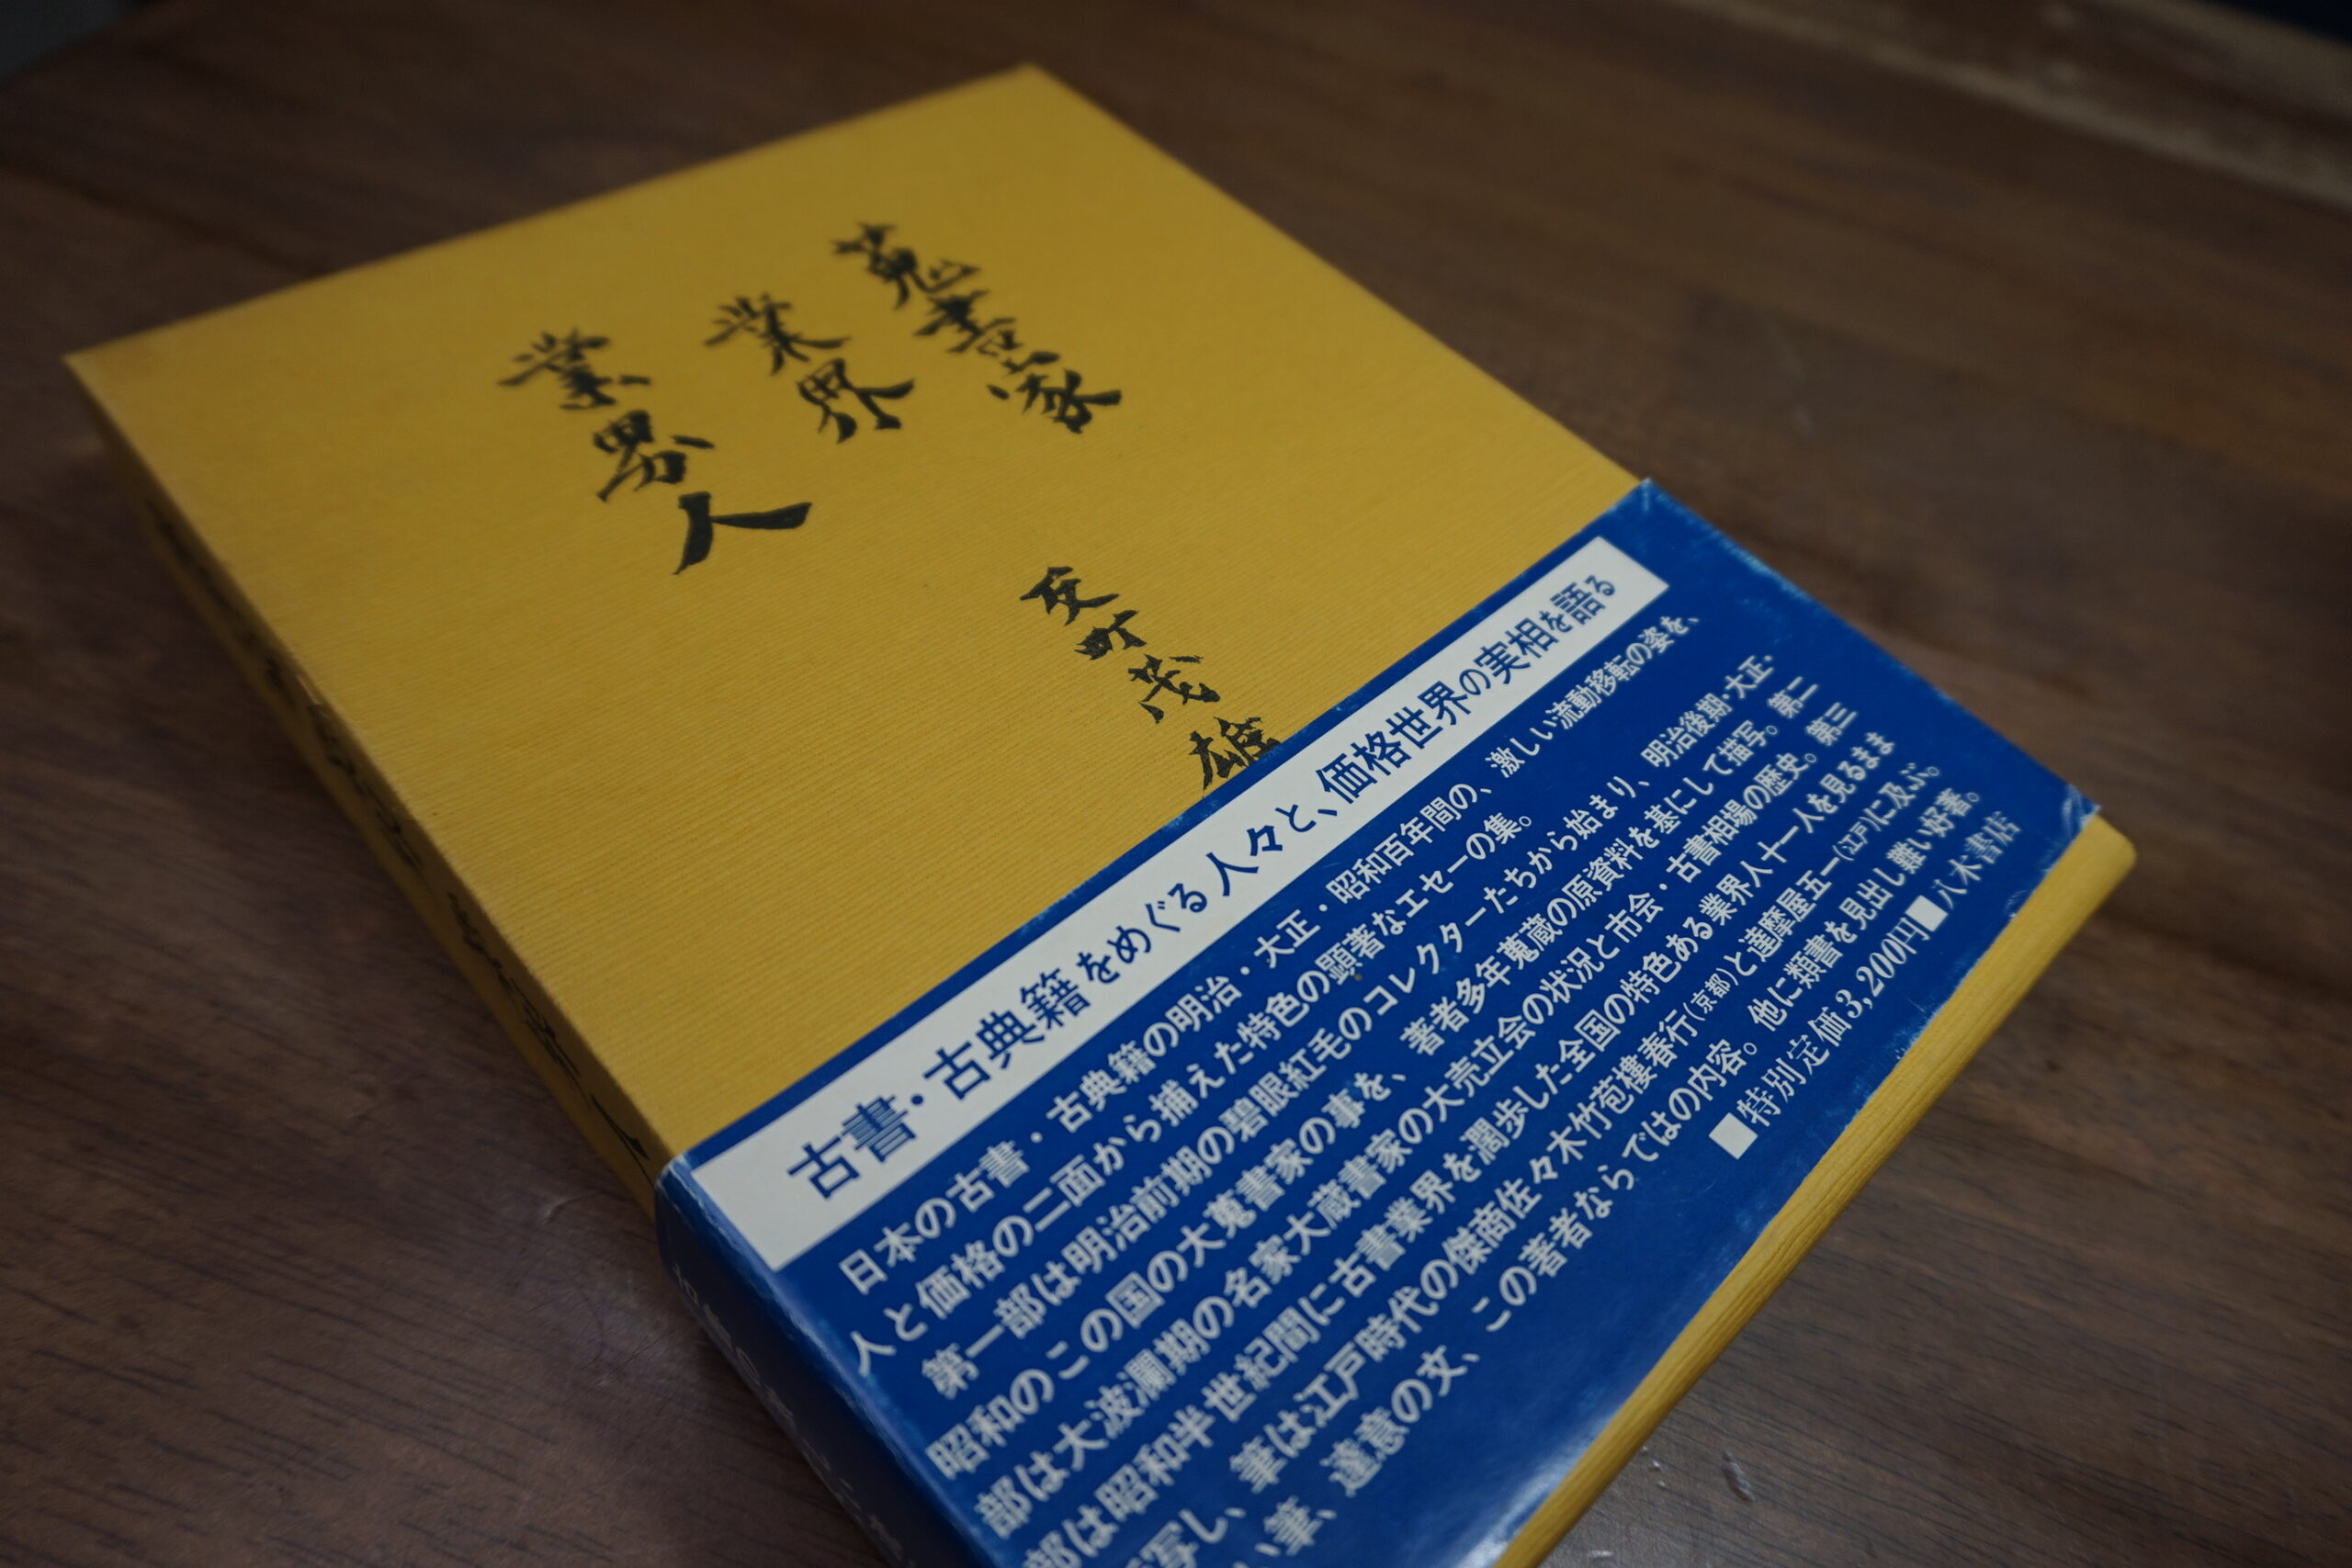 蒐書家
業界
業界人
反町茂雄
古書・古典籍をめぐる人々と、価格世界の実相を語る
日本の古書・古典籍の明治・大正・昭和百年間の、激しい流動移転の姿を、
人と価格の二面から捕えた特色の顕著なエセーの集。
第一部は明治前期の碧眼紅毛のコレクターたちから始まり、明治後期・大正・
昭和のこの国の大蒐書家の事を、著者多年蒐蔵の原資料を基にして描写。第二
部は大波瀾期の名家大蔵書家の大売立会の状況と市会・古書相場の歴史。第三
部は昭和半世紀間に古書業界を濶歩した全国の特色ある業界人十一人を見るまま
写し、筆は江戸時代の傑商佐々木竹苞樓春行(京都)と達摩屋五一(江戸)に及ぶ。
い筆、達意の文、この著者ならではの内容。他に類書を見出し難い好著。
■特別定価3,200円■八木書店